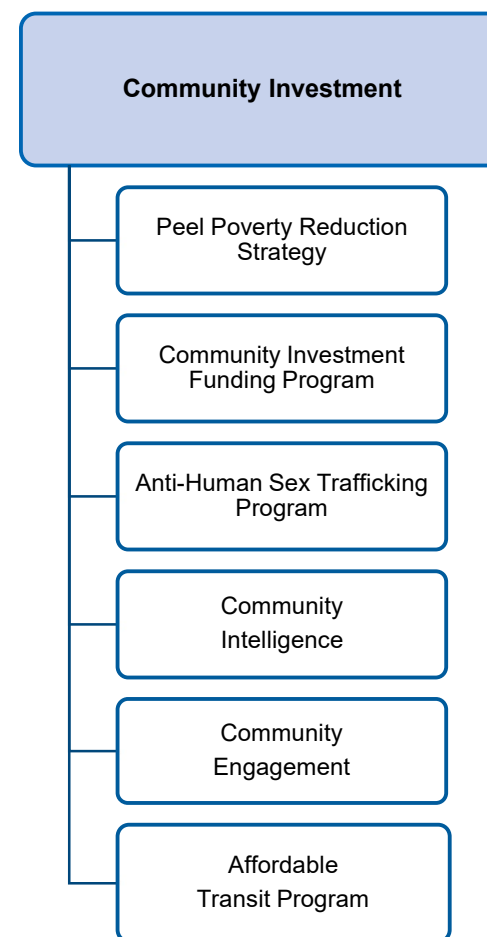 Community Investment
Peel Poverty Reduction
Strategy
Community Investment
Funding Program
Anti-Human Sex Trafficking
Program
Community
Intelligence
Community
Engagement
Affordable
Transit Program